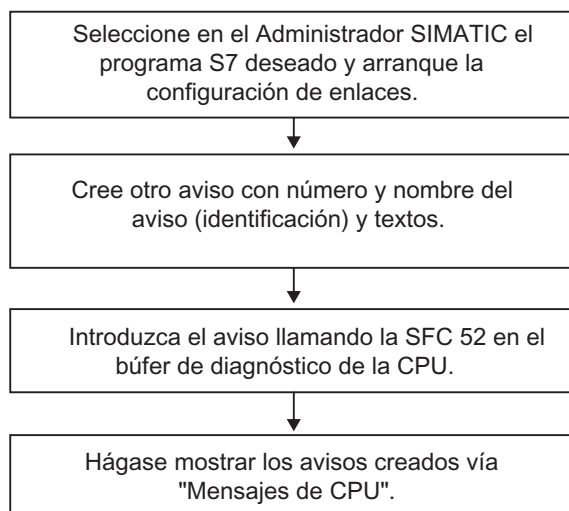 Seleccione en el Administrador SIMATIC el
programa S7 deseado y arranque la
configuración de enlaces.
Cree otro aviso con número y nombre del
aviso (identificación) y textos.
Introduzca el aviso llamando la SFC 52 en el
búfer de diagnóstico de la CPU.
Hágase mostrar los avisos creados vía
"Mensajes de CPU".